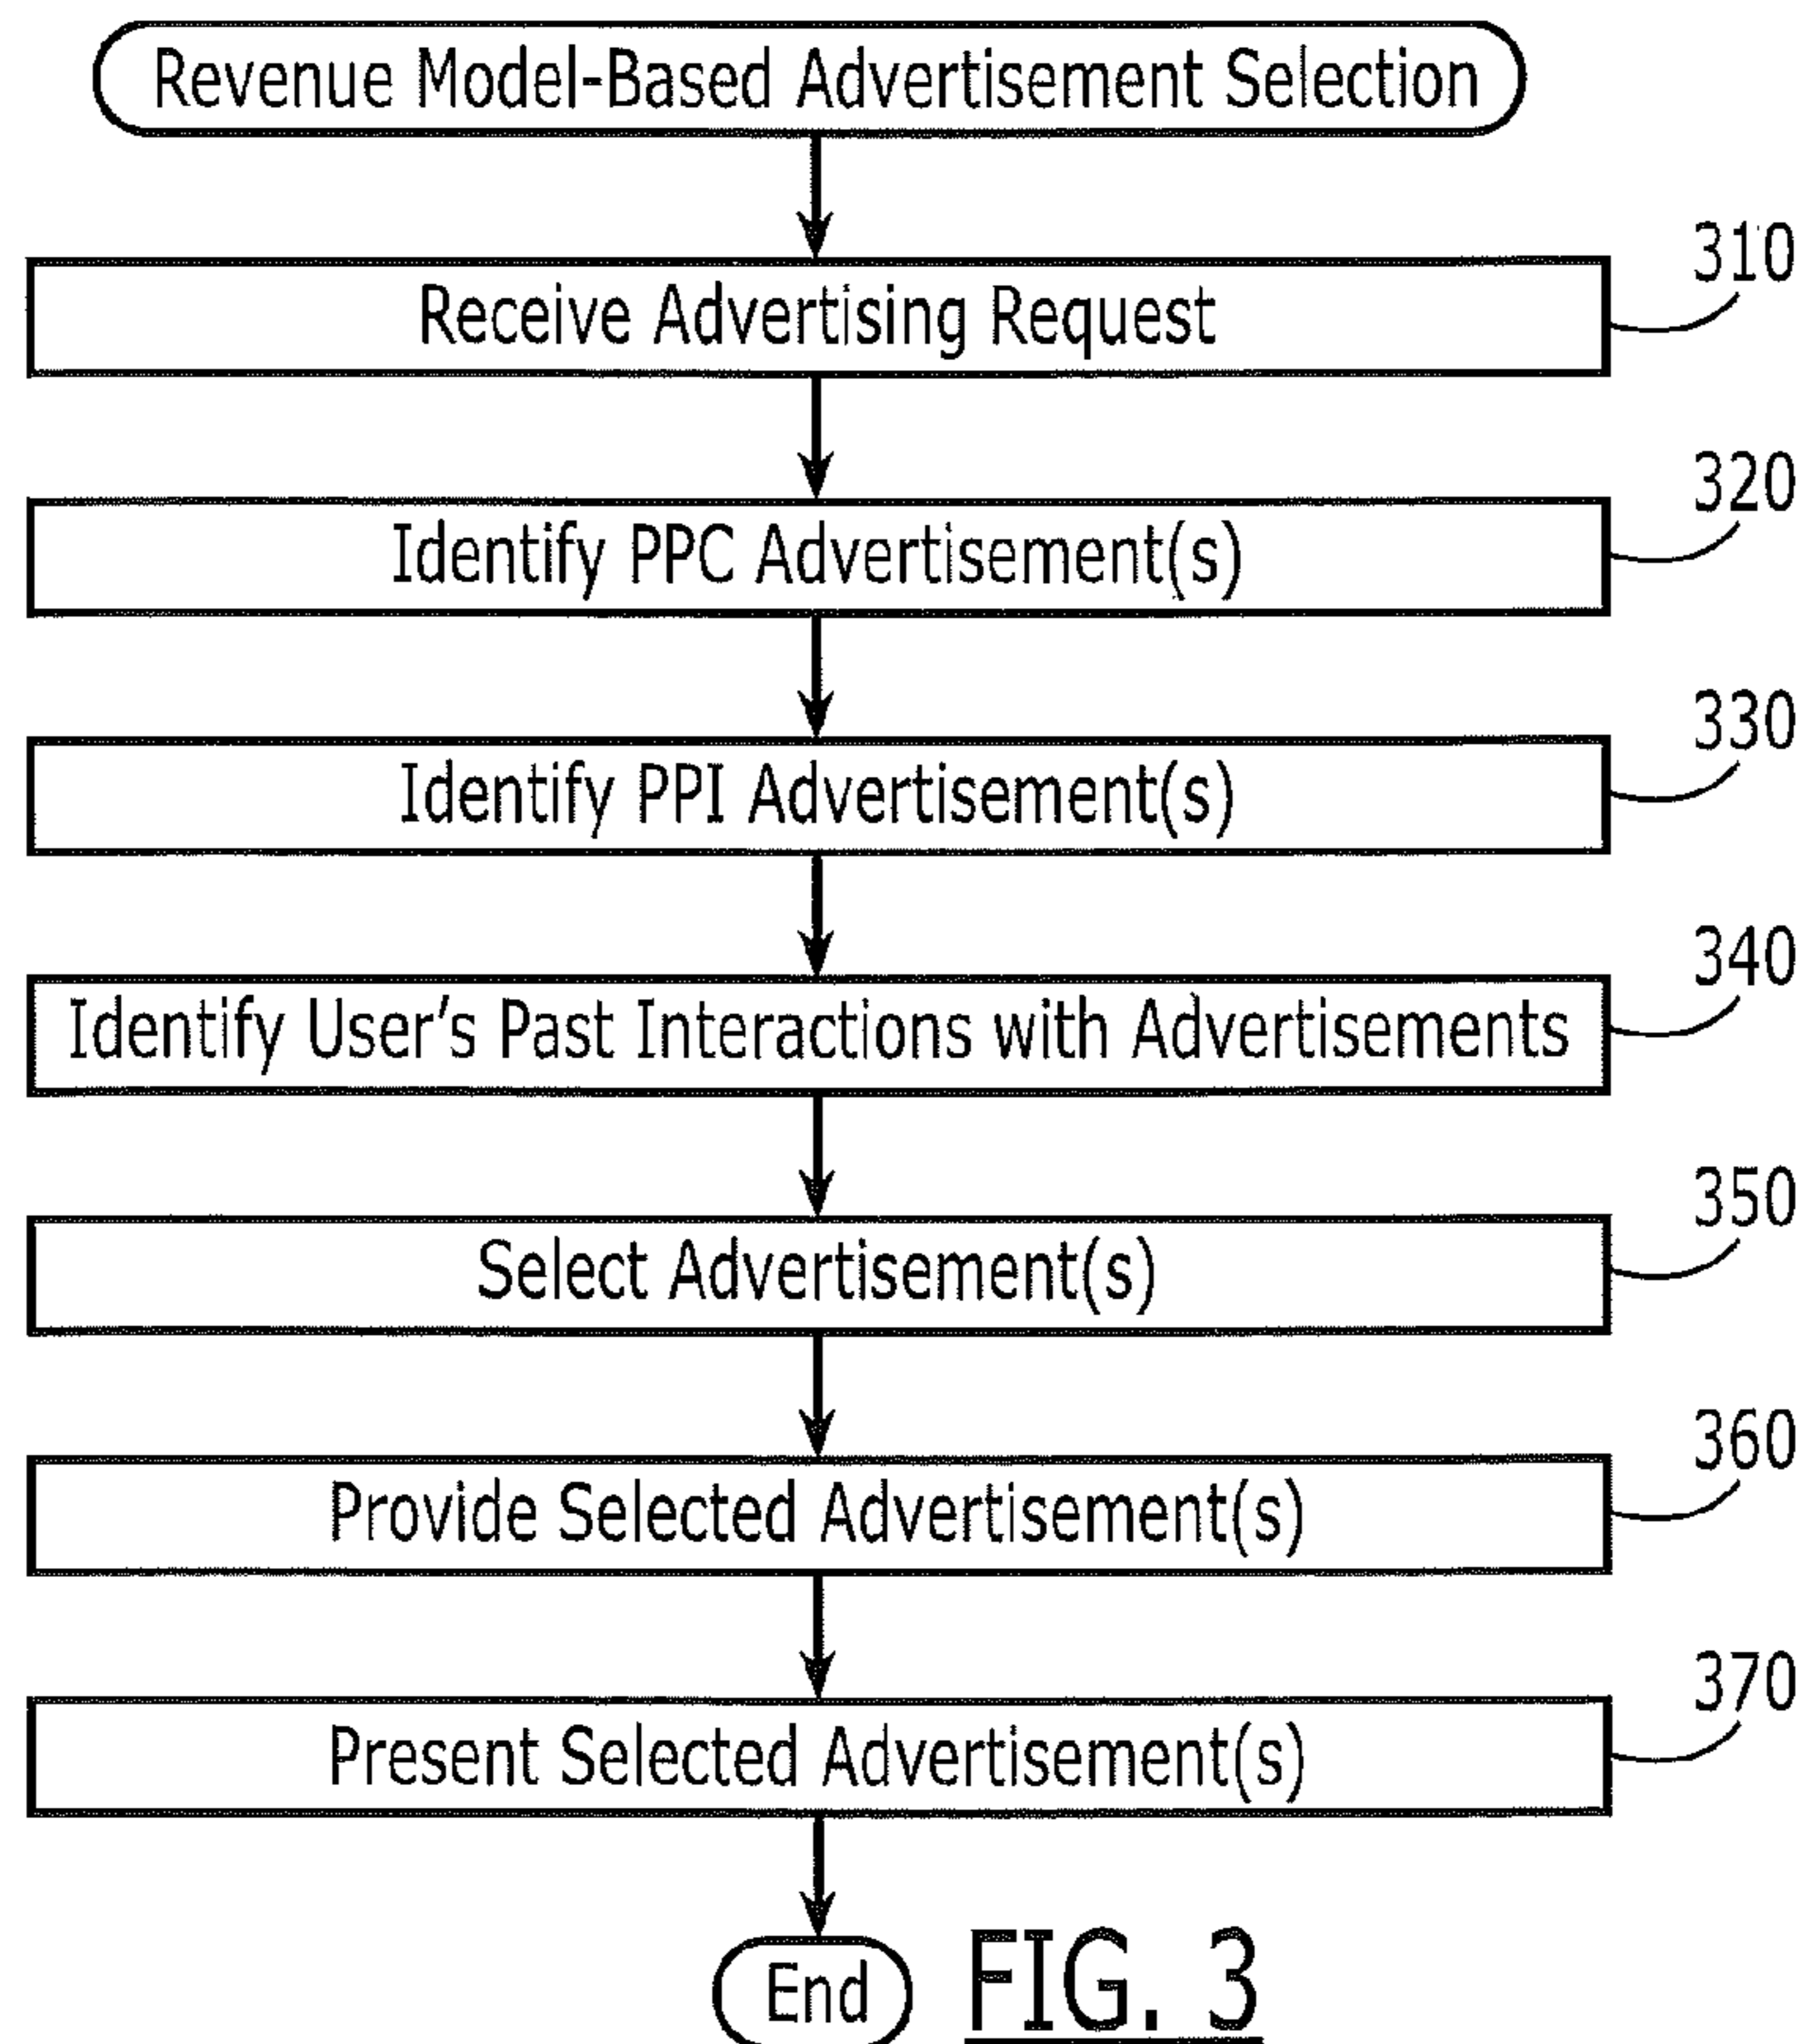 Revenue Model-Based Advertisement Selection
310
Receive Advertising Request
320
Identify PPC Advertisement(s)
330
Identify PPI Advertisement(s)
340
Identify User's Past Interactions with Advertisements
350
Select Advertisement(s)
360
Provide Selected Advertisement(s)
370
Present Selected Advertisement(s)
End
FIG. 3